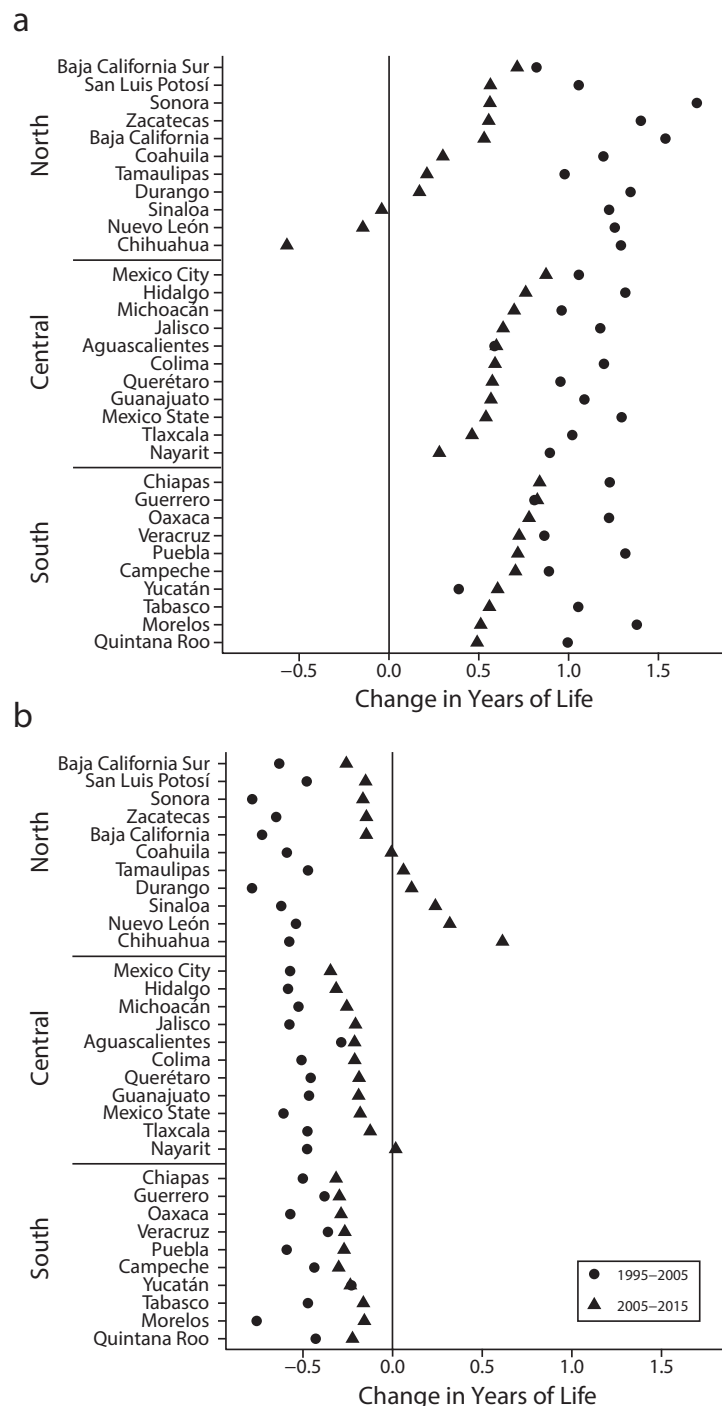 a
North
Baja California Sur
San Luis Potosí
Sonora
Zacatecas
Baja California
Coahuila
Tamaulipas
Durango
Sinaloa
Nuevo León
Chihuahua
Central
Mexico City
Hidalgo
Michoacán
Jalisco
Aguascalientes
Colima
Querétaro
Guanajuato
Mexico State
Tlaxcala
Nayarit
South
Chiapas
Guerrero
Oaxaca
Veracruz
Puebla
Campeche
Yucatán
Tabasco
Morelos
Quintana Roo
−0.5 0.0 0.5 1.0 1.5
Change in Years of Life
b
North
Baja California Sur
San Luis Potosí
Sonora
Zacatecas
Baja California
Coahuila
Tamaulipas
Durango
Sinaloa
Nuevo León
Chihuahua
Central
Mexico City
Hidalgo
Michoacán
Jalisco
Aguascalientes
Colima
Querétaro
Guanajuato
Mexico State
Tlaxcala
Nayarit
South
Chiapas
Guerrero
Oaxaca
Veracruz
Puebla
Campeche
Yucatán
Tabasco
Morelos
Quintana Roo
1995−2005
2005−2015
−0.5 0.0 0.5 1.0 1.5
Change in Years of Life